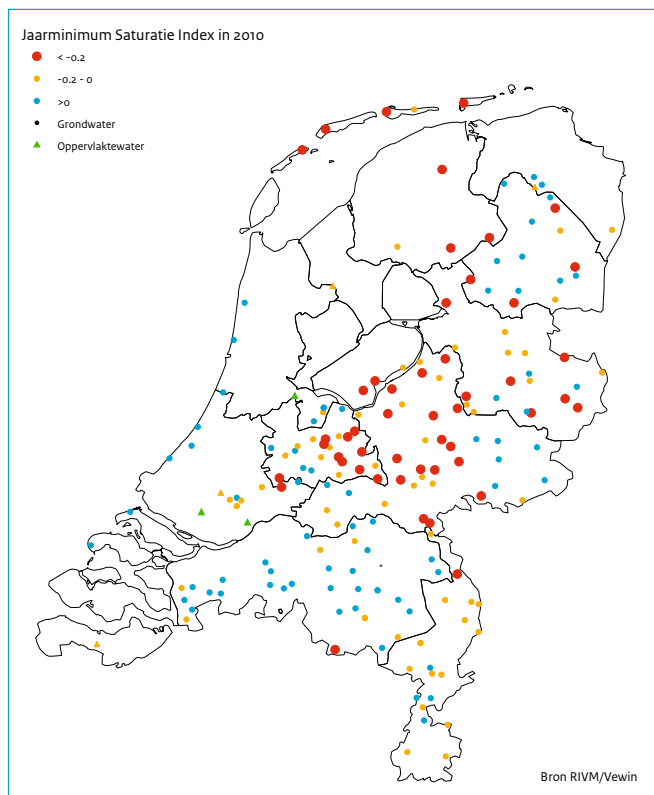 Jaarminimum Saturatie Index in 2010
< -0.2
-0.2 - 0
>0
Grondwater
Oppervlaktewater
Bron RIVM/Vewin